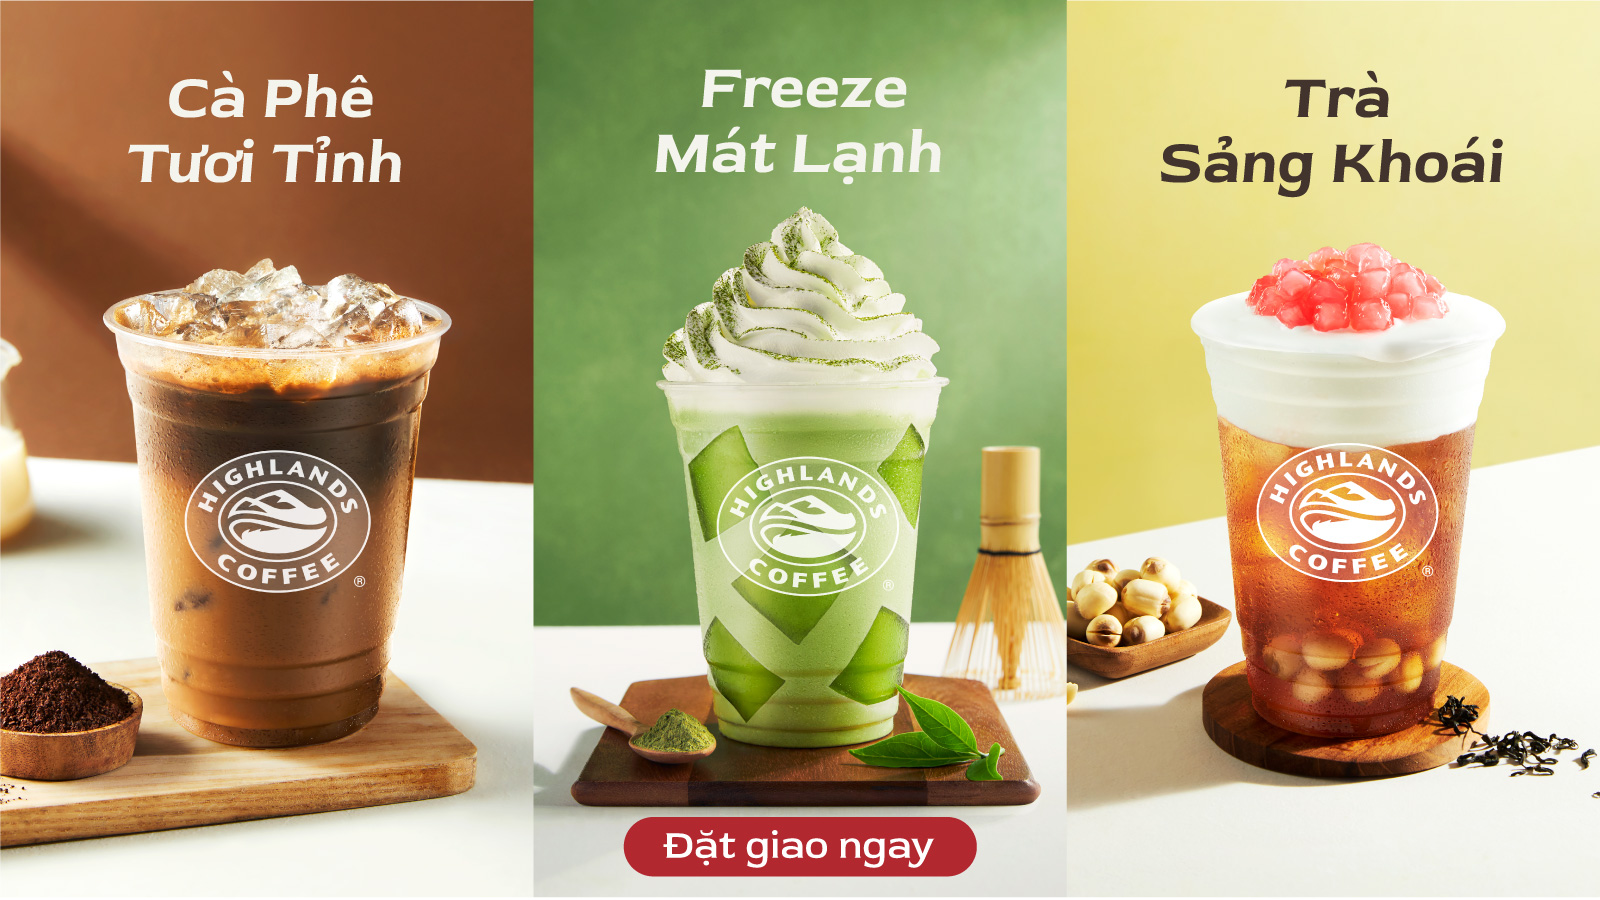 Cà Phê
Tươi Tỉnh
Freeze
Mát Lạnh
Trà
Sảng Khoái
HIGHLANDS
COFFEE
®
HIGHLANDS
COFFEE
®
HIGHLANDS
COFFEE
®
Đặt giao ngay